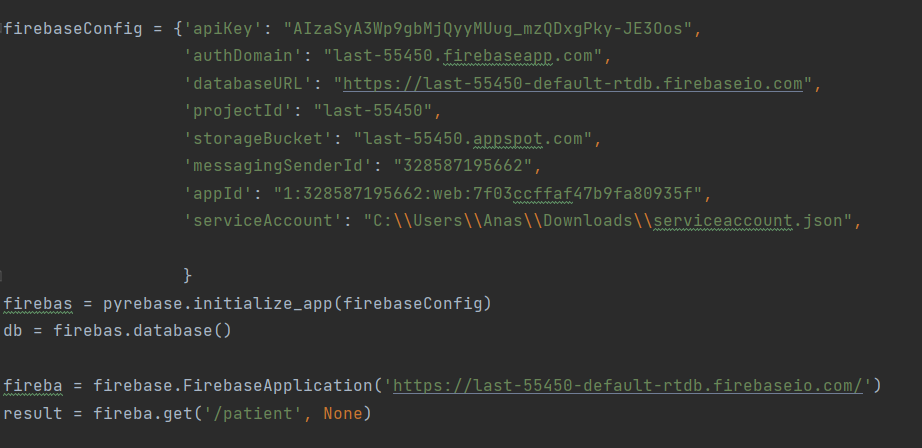 firebaseConfig = {'apiKey': "AIzaSyA3Wp9gbMjQyyMUug_mzQDxgPky-JE3Oos",
'authDomain': "last-55450.firebaseapp.com",
'databaseURL': "https://last-55450-default-rtdb.firebaseio.com",
'projectId': "last-55450",
'storageBucket': "last-55450.appspot.com",
'messagingSenderId': "328587195662",
'appId': "1:328587195662:web:7f03ccffaf47b9fa80935f",
'serviceAccount': "C:\\Users\\Anas\\Downloads\\serviceaccount.json",
}
firebas = pyrebase.initialize_app(firebaseConfig)
db = firebas.database()
fireba = firebase.FirebaseApplication('https://last-55450-default-rtdb.firebaseio.com/')
result = fireba.get('/patient', None)